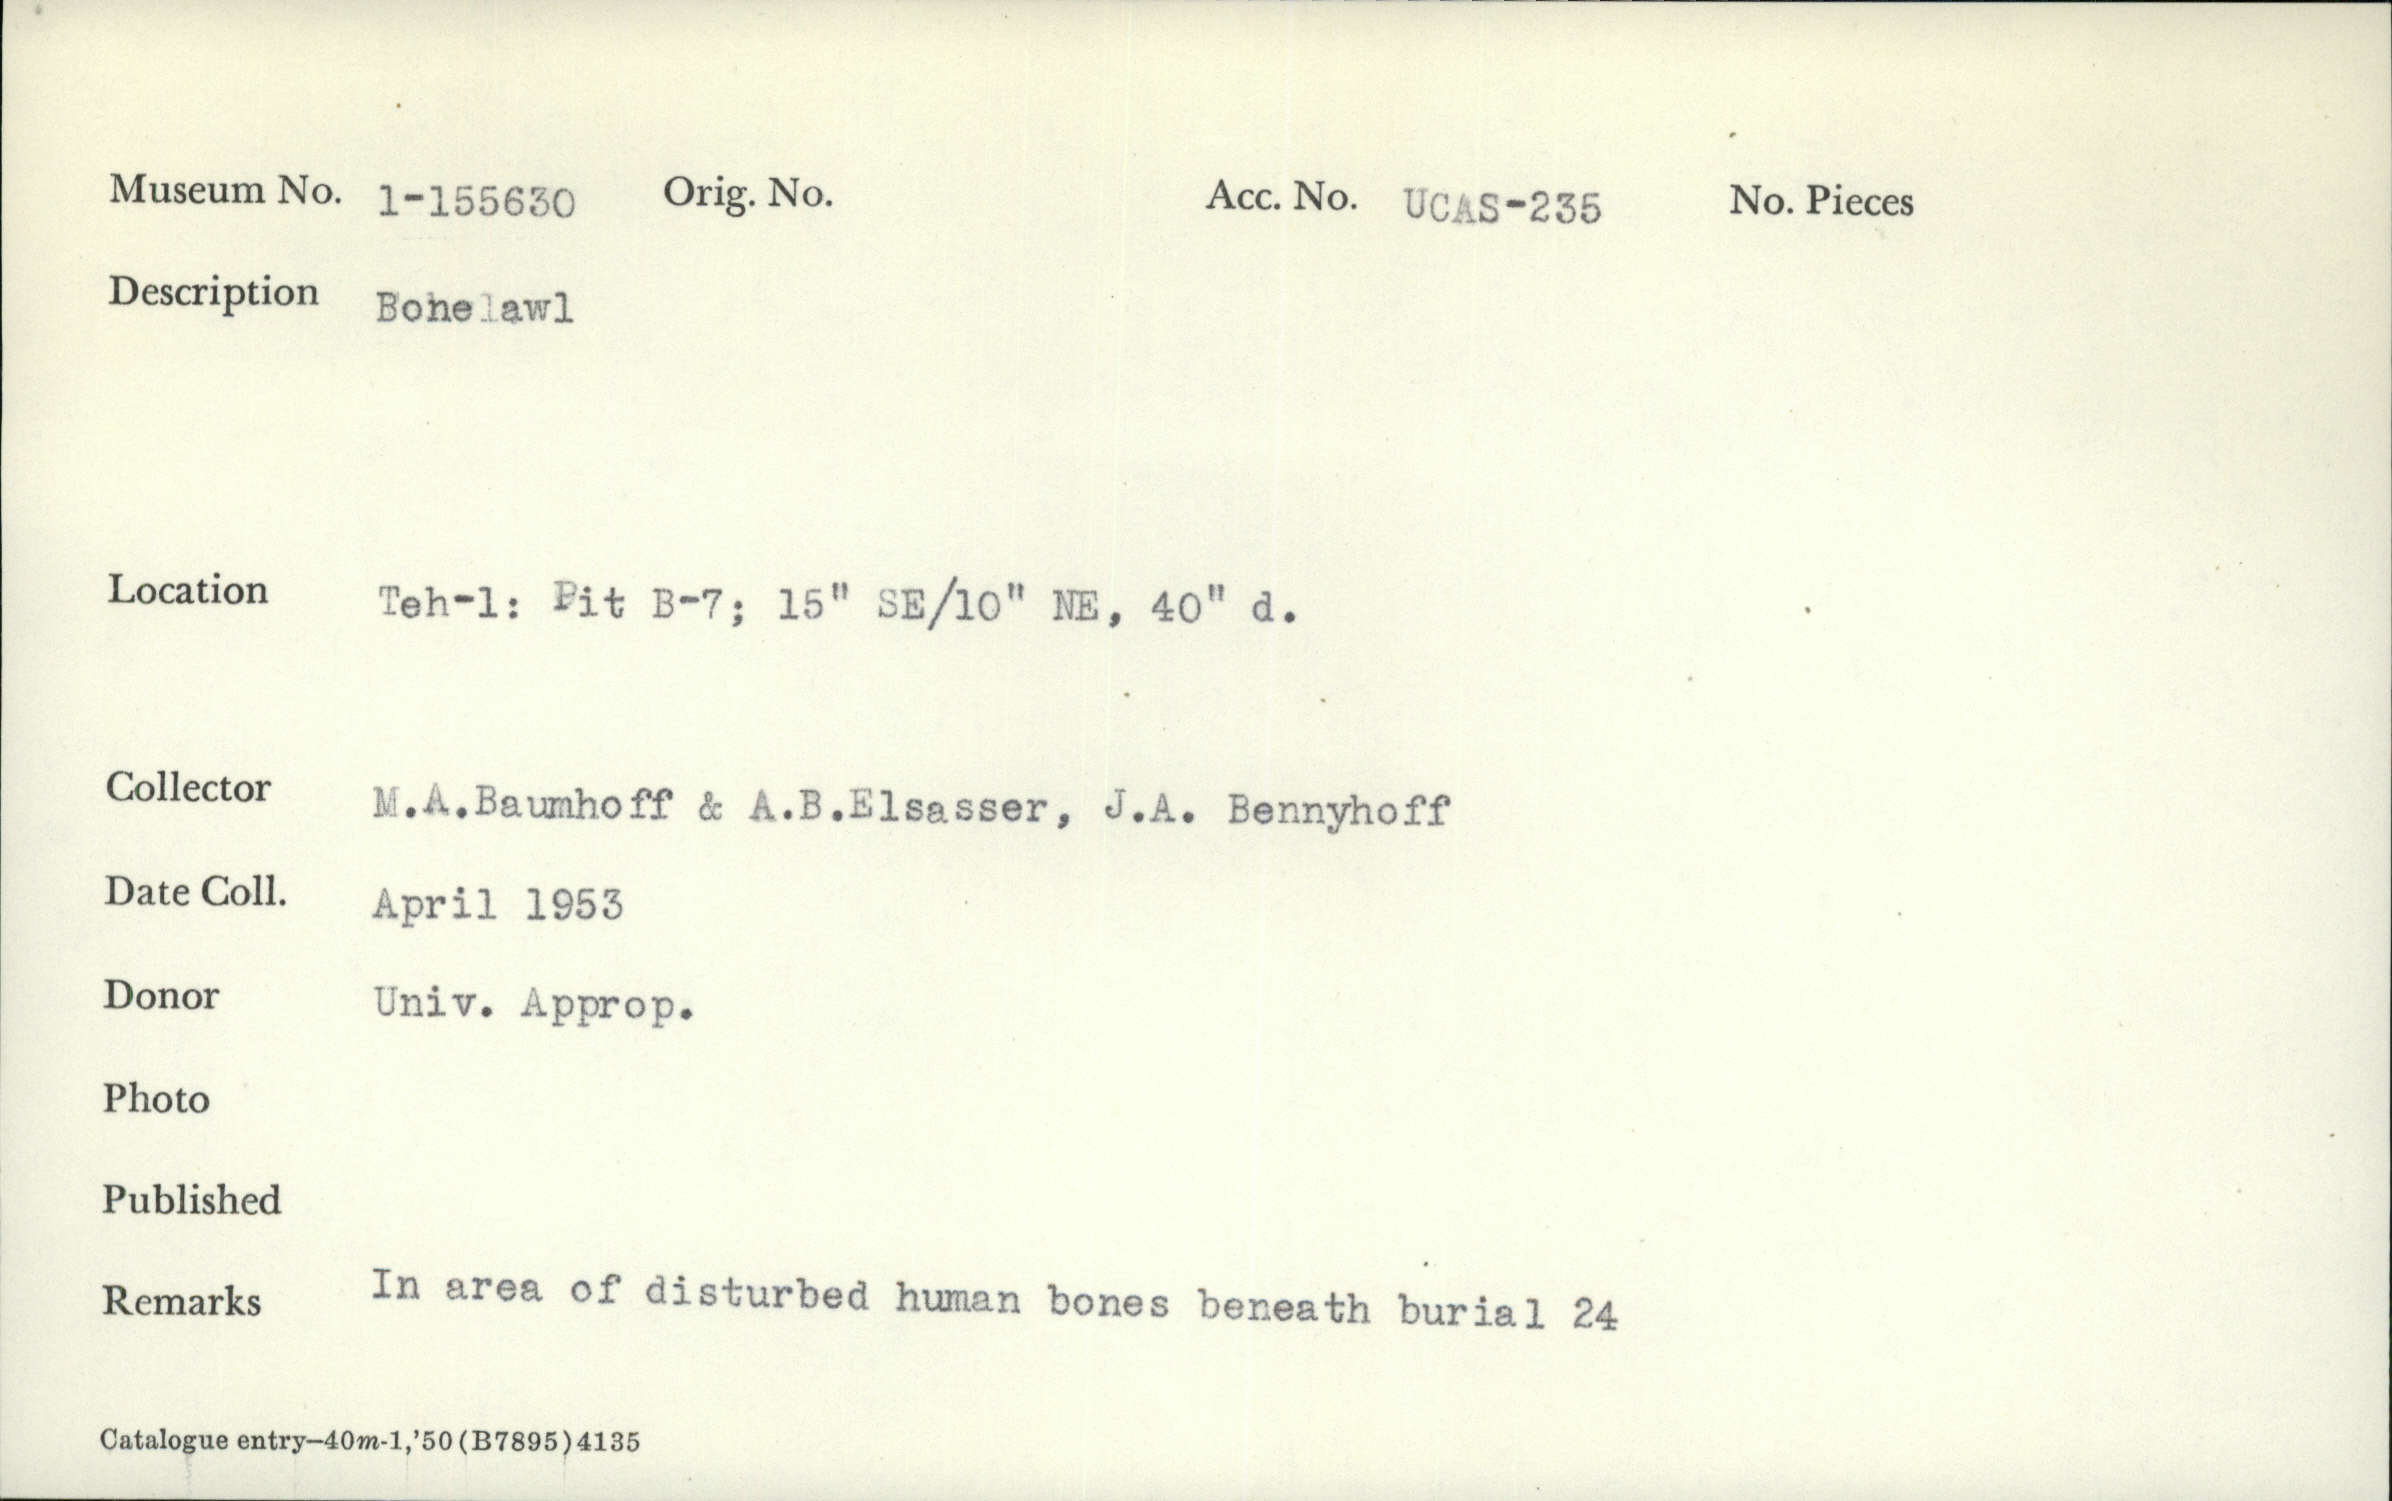 Museum No. 1-155630 Orig. No. Acc. No. UCAS-235 No. Pieces
Description Bone awl
Location Teh-1: Pit B-7; 15" SE/10" NE, 40" d.
Collector M.A.Baumhoff & A.B.Elsasser, J.A. Bennyhoff
Date Coll. April 1953
Donor Univ. Approp.
Photo
Published
Remarks In area of disturbed human bones beneath burial 24
Catalogue entry—40m-1,'50(B7895)4135